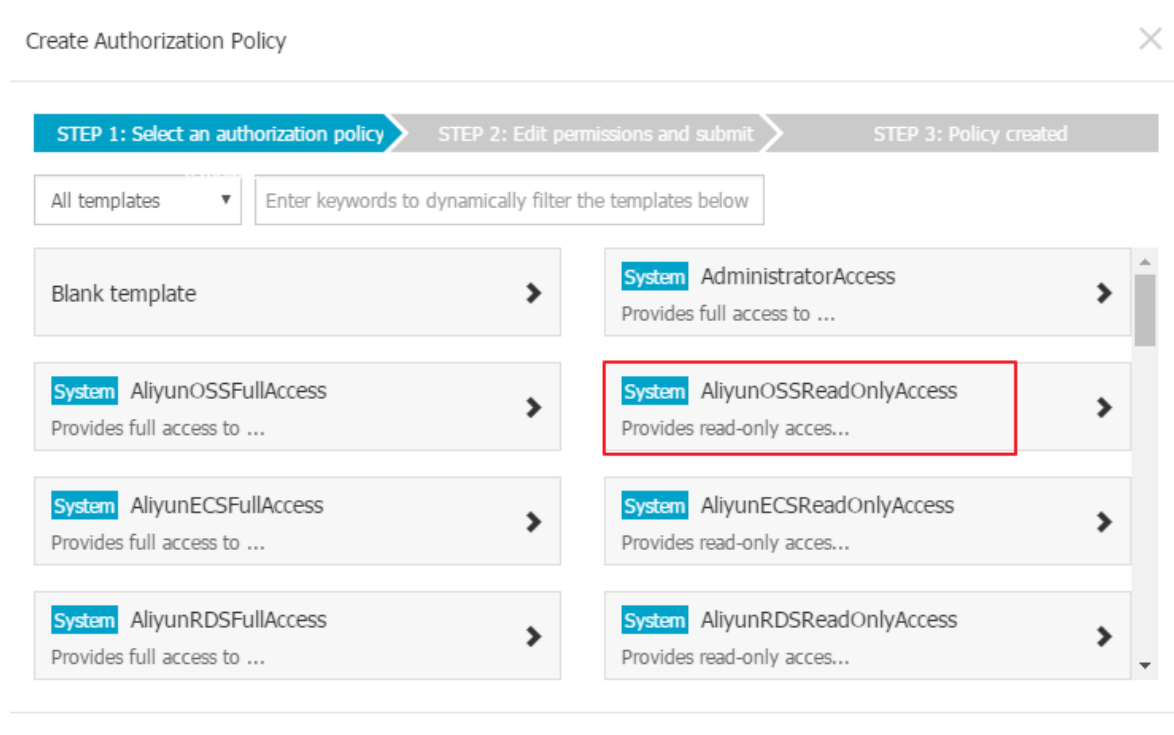 Create Authorization Policy
STEP 1: Select an authorization policy
STEP 2: Edit permissions and submit
STEP 3: Policy created
All templates
Enter keywords to dynamically filter the templates below
Blank template
System AdministratorAccess
Provides full access to ...
System AliyunOSSFullAccess
Provides full access to ...
System AliyunOSSReadOnlyAccess
Provides read-only acces...
System AliyunECSFullAccess
Provides full access to ...
System AliyunECSReadOnlyAccess
Provides read-only acces...
System AliyunRDSFullAccess
Provides full access to ...
System AliyunRDSReadOnlyAccess
Provides read-only acces...